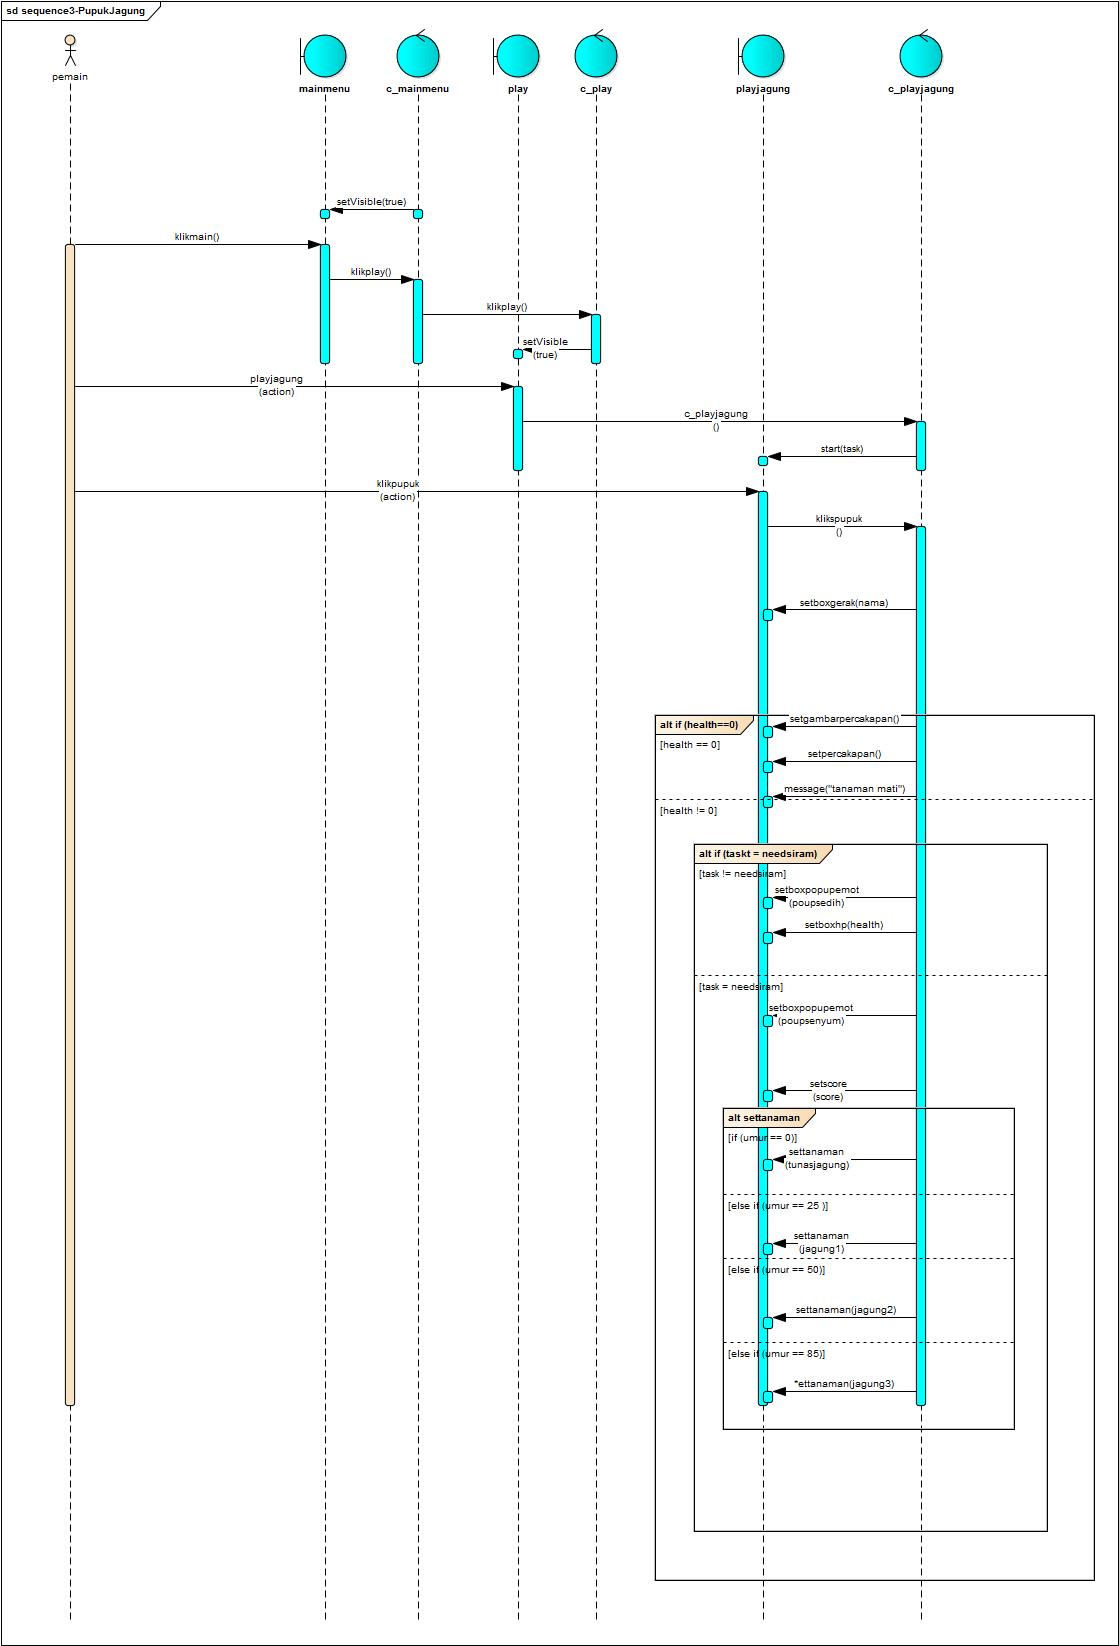 sd sequence3-PupukJagung
pemain
mainmenu
c_mainmenu
play
c_play
playjagung
c_playjagung
setVisible(true)
klikmain()
klikplay()
klikplay()
setVisible
(true)
playjagung
(action)
c_playjagung
()
start(task)
klikpupuk
(action)
klikspupuk
()
setboxgerak(nama)
alt if (health==0)
setgambarpercakapan()
[health == 0]
setpercakapan()
message("tanaman mati")
[health != 0]
alt if (taskt = needsiram)
[task != needsiram]
setboxpopupemot
(poupsedih)
setboxhp(health)
[task = needsiram]
setboxpopupemot
(poupsenyum)
setscore
(score)
alt settanaman
[if (umur == 0)]
settanaman
(tunasjagung)
[else if (umur == 25 )]
settanaman
(jagung1)
[else if (umur == 50)]
settanaman(jagung2)
[else if (umur == 85)]
*ettanaman(jagung3)